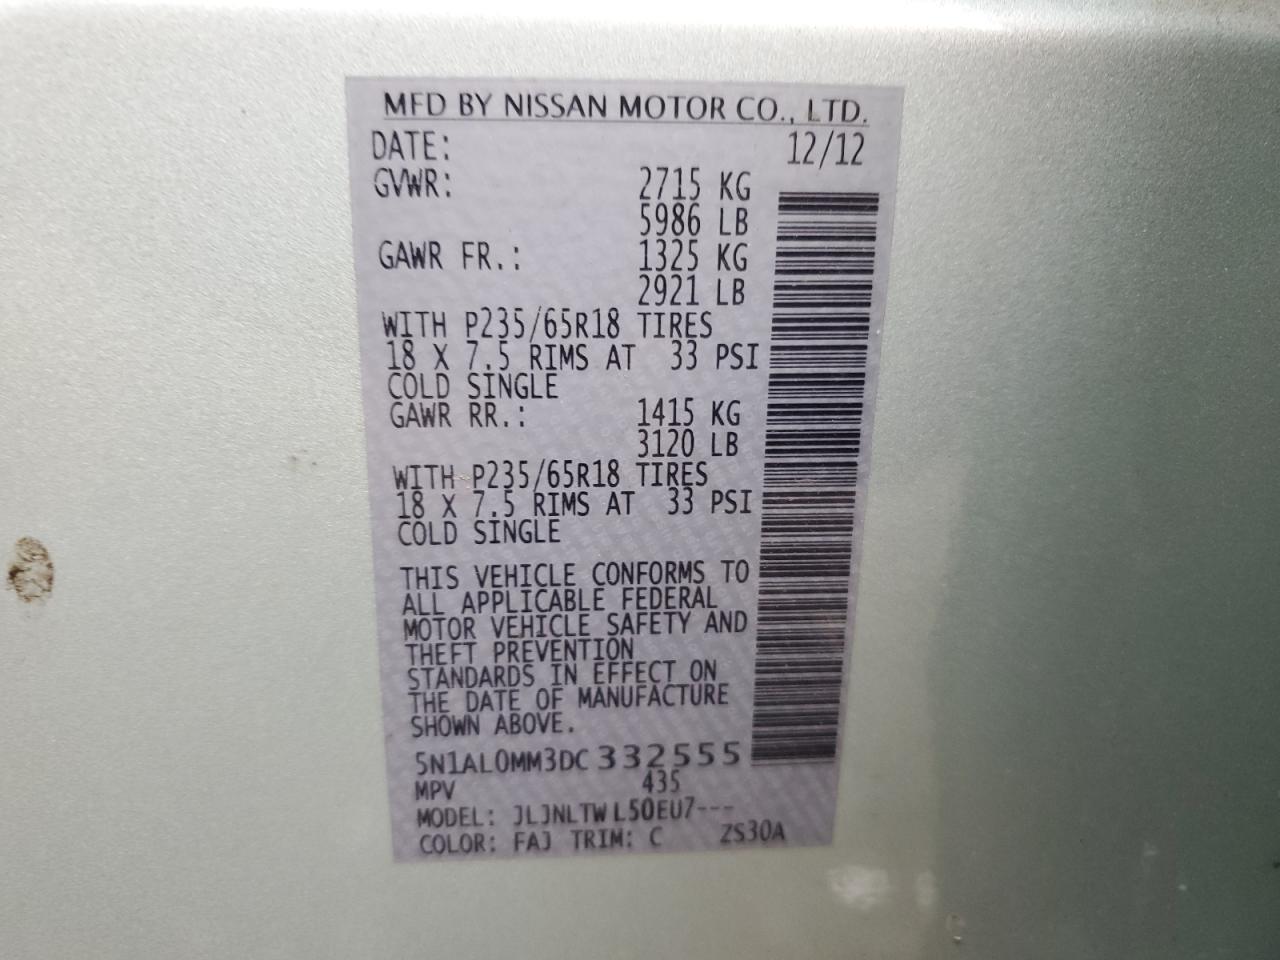 MFD BY NISSAN MOTOR CO., LTD.
DATE: 12/12
GVWR: 2715 KG
5986 LB
GAWR FR.: 1325 KG
2921 LB
WITH P235/65R18 TIRES
18 X 7.5 RIMS AT 33 PSI
COLD SINGLE
GAWR RR.: 1415 KG
3120 LB
WITH P235/65R18 TIRES
18 X 7.5 RIMS AT 33 PSI
COLD SINGLE
THIS VEHICLE CONFORMS TO
ALL APPLICABLE FEDERAL
MOTOR VEHICLE SAFETY AND
THEFT PREVENTION
STANDARDS IN EFFECT ON
THE DATE OF MANUFACTURE
SHOWN ABOVE.
5N1AL0MM3DC332555
MPV 435
MODEL: JLJNLTWL50EU7---
COLOR: FAJ TRIM: C ZS30A